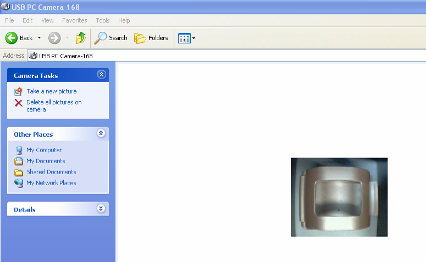 USB PC Camera-168
File Edit View Favorites Tools Help
Back Search Folders
Address USB PC Camera-168
Camera Tasks
Take a new picture
Delete all pictures on
camera
Other Places
My Computer
My Documents
Shared Documents
My Network Places
Details